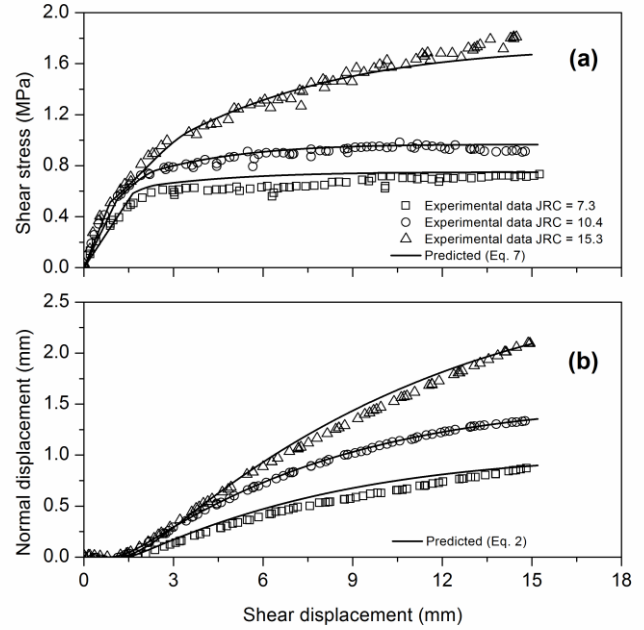 2.0
(a)
1.6
1.2
0.8
0.4
0.0
Shear stress (MPa)
Experimental data JRC = 7.3
Experimental data JRC = 10.4
Experimental data JRC = 15.3
Predicted (Eq. 7)
2.5
(b)
2.0
1.5
1.0
0.5
0.0
Normal displacement (mm)
Predicted (Eq. 2)
0 3 6 9 12 15 18
Shear displacement (mm)